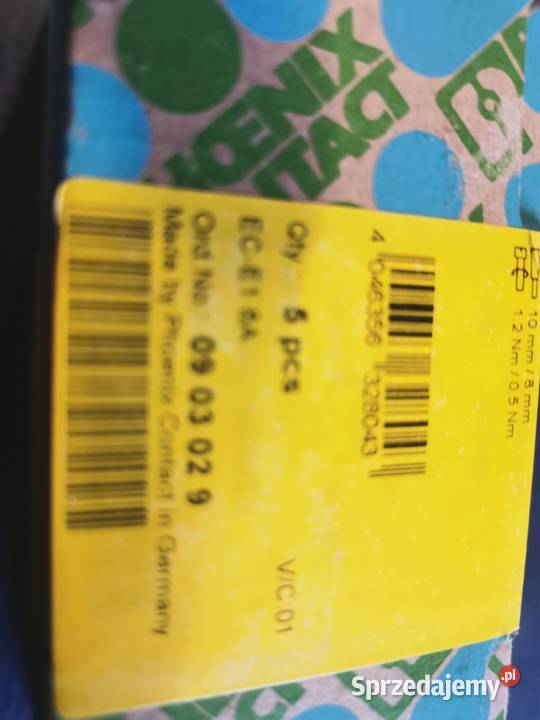 PHŒNIX
CONTACT
10 mm / 8 mm
1.2 Nm / 0.5 Nm
4 046356 328043
Qty.: 5 pcs
EC-E1 6A
V/C.01
Ord.No.: 09 03 02 9
Made by Phoenix Contact in Germany
Sprzedajemy.pl